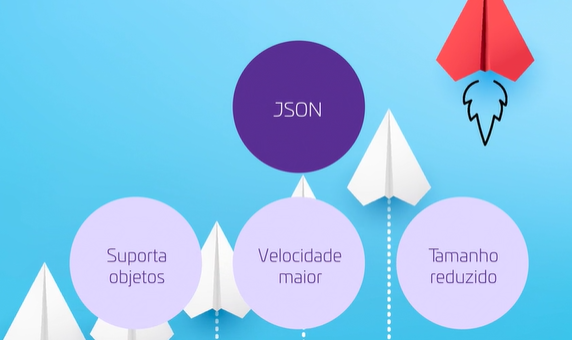 JSON
Suporta
objetos
Velocidade
maior
Tamanho
reduzido